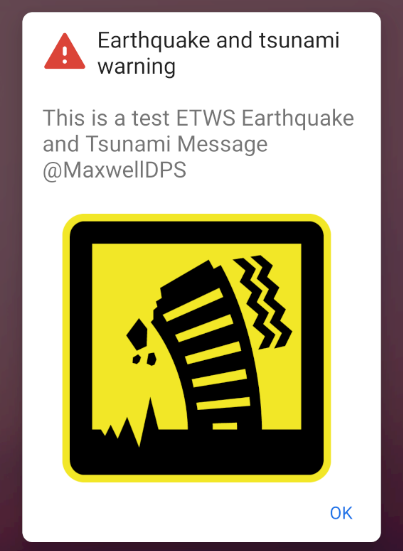 Earthquake and tsunami
warning
This is a test ETWS Earthquake
and Tsunami Message
@MaxwellDPS
OK